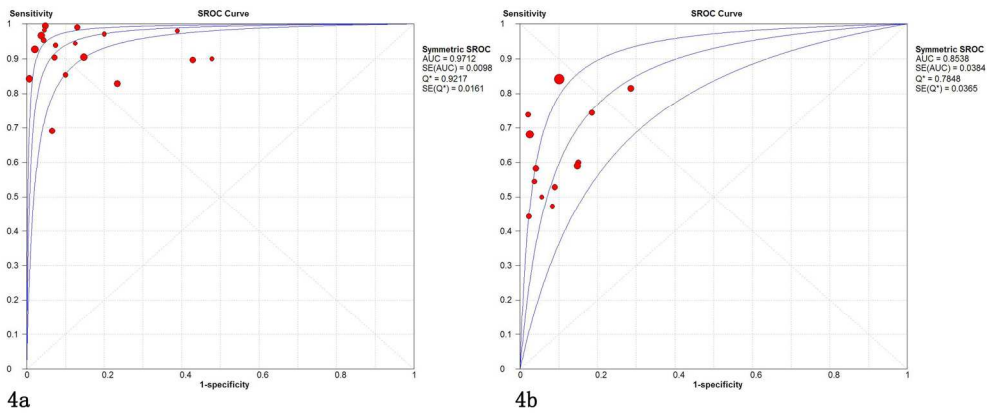 Sensitivity SROC Curve
1
0.9
0.8
0.7
0.6
0.5
0.4
0.3
0.2
0.1
0
0 0.2 0.4 0.6 0.8 1
1-specificity
Symmetric SROC
AUC = 0.9712
SE(AUC) = 0.0098
Q* = 0.9217
SE(Q*) = 0.0161
4a
Sensitivity SROC Curve
1
0.9
0.8
0.7
0.6
0.5
0.4
0.3
0.2
0.1
0
0 0.2 0.4 0.6 0.8 1
1-specificity
Symmetric SROC
AUC = 0.8538
SE(AUC) = 0.0384
Q* = 0.7848
SE(Q*) = 0.0365
4b